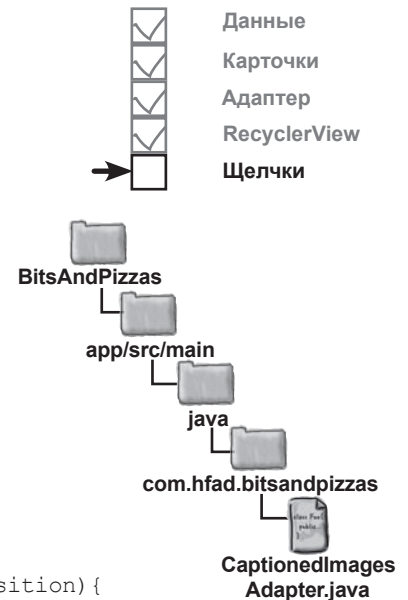 Данные
Карточки
Адаптер
RecyclerView
Щелчки
BitsAndPizzas
app/src/main
java
com.hfad.bitsandpizzas
CaptionedImages
Adapter.java
sition){